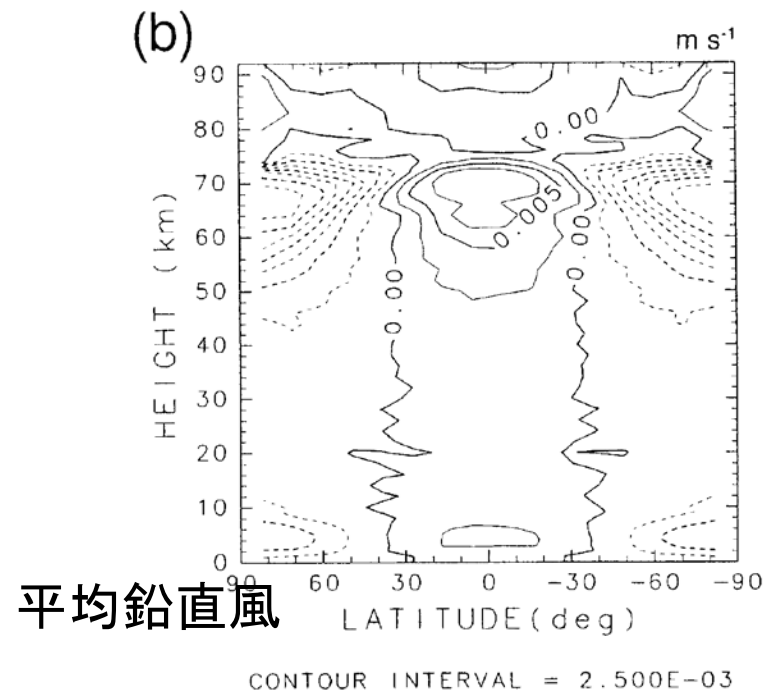 (b)
m s-1
90
80
70
60
50
40
30
20
10
0
HEIGHT (km)
0.00
0.005
0.00
0.00
90 60 30 0 -30 -60 -90
平均鉛直風
LATITUDE(deg)
CONTOUR INTERVAL = 2.500E-03